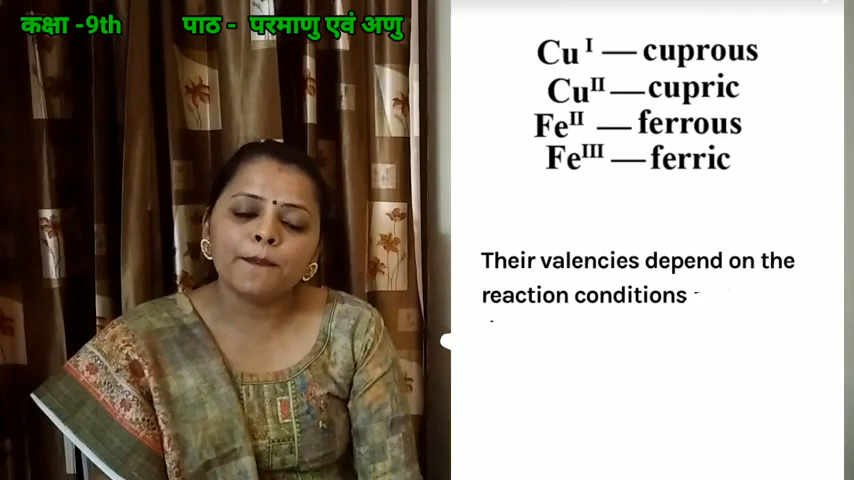 कक्षा -9th पाठ - परमाणु एवं अणु
Cu^I — cuprous
Cu^II — cupric
Fe^II — ferrous
Fe^III — ferric
Their valencies depend on the
reaction conditions